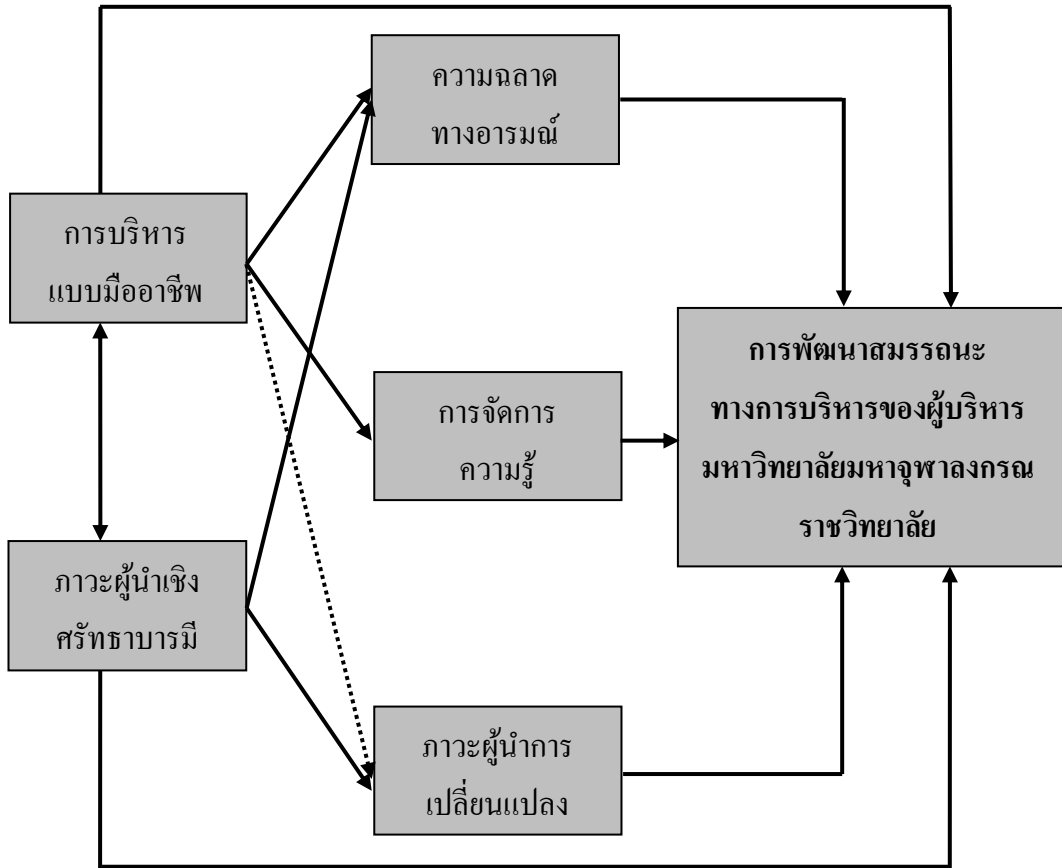 ความฉลาด
ทางอารมณ์
การบริหาร
แบบมืออาชีพ
การจัดการ
ความรู้
การพัฒนาสมรรถนะ
ทางการบริหารของผู้บริหาร
มหาวิทยาลัยมหาจุฬาลงกรณ
ราชวิทยาลัย
ภาวะผู้นำเชิง
ศรัทธาบารมี
ภาวะผู้นำการ
เปลี่ยนแปลง